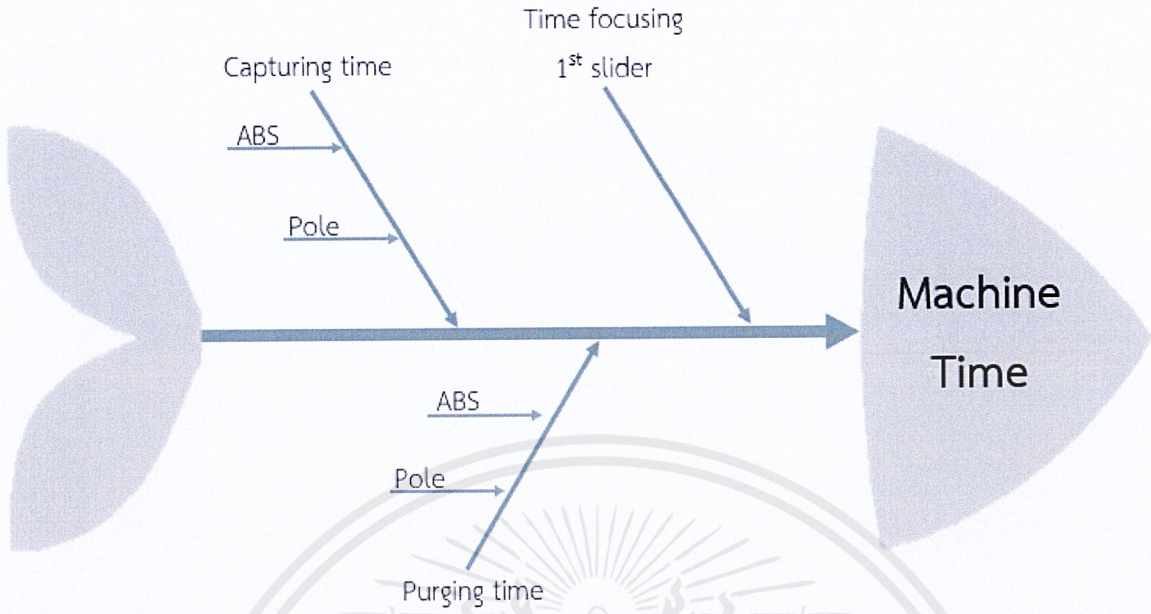 Time focusing
1st slider
Capturing time
ABS
Pole
Machine
Time
ABS
Pole
Purging time